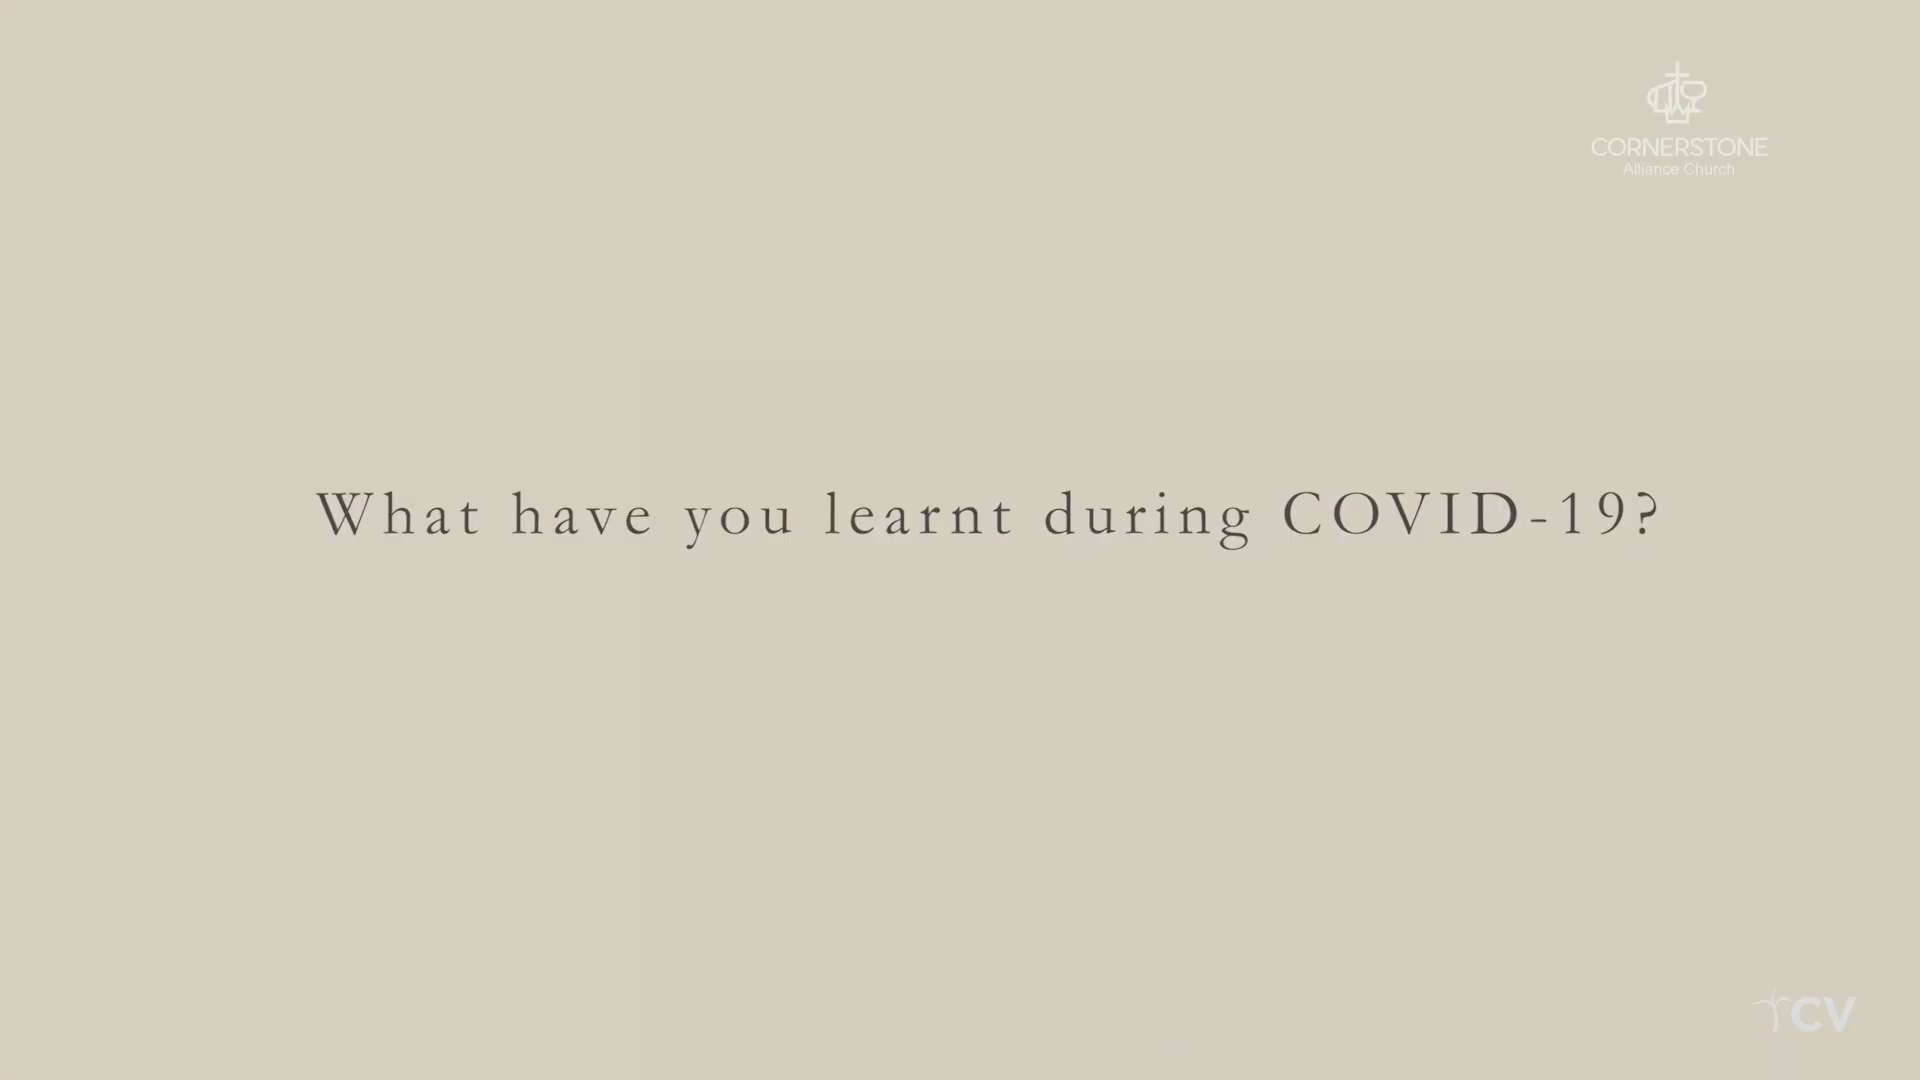 CORNERSTONE
Alliance Church
What have you learnt during COVID-19?
CV